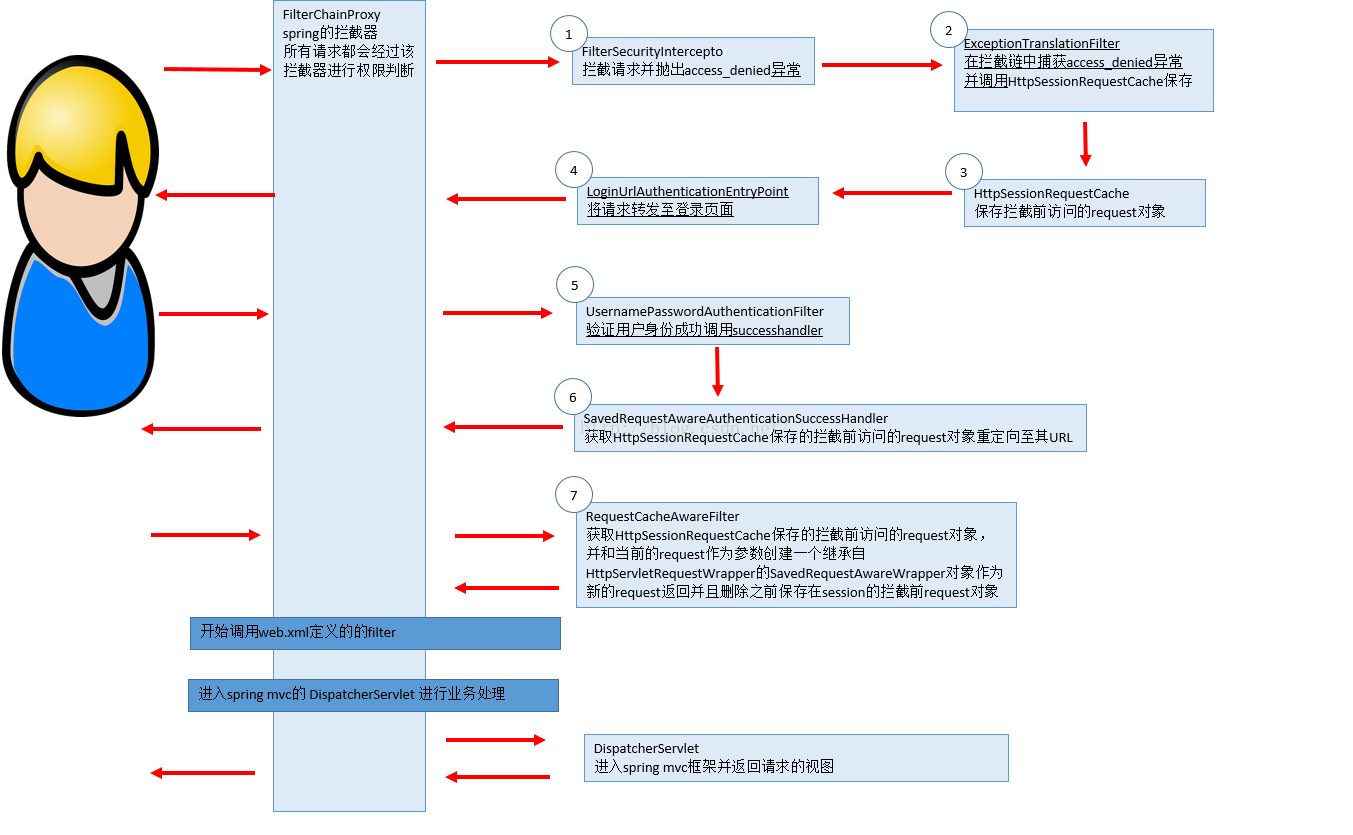 FilterChainProxy
spring的拦截器
所有请求都会经过该
拦截器进行权限判断
1
FilterSecurityIntercepto
拦截请求并抛出access_denied异常
2
ExceptionTranslationFilter
在拦截链中捕获access_denied异常
并调用HttpSessionRequestCache保存
3
HttpSessionRequestCache
保存拦截前访问的request对象
4
LoginUrlAuthenticationEntryPoint
将请求转发至登录页面
5
UsernamePasswordAuthenticationFilter
验证用户身份成功调用successhandler
6
SavedRequestAwareAuthenticationSuccessHandler
获取HttpSessionRequestCache保存的拦截前访问的request对象重定向至其URL
http://blog.csdn.net
7
RequestCacheAwareFilter
获取HttpSessionRequestCache保存的拦截前访问的request对象，
并和当前的request作为参数创建一个继承自
HttpServletRequestWrapper的SavedRequestAwareWrapper对象作为
新的request返回并且删除之前保存在session的拦截前request对象
开始调用web.xml定义的的filter
进入spring mvc的 DispatcherServlet 进行业务处理
DispatcherServlet
进入spring mvc框架并返回请求的视图